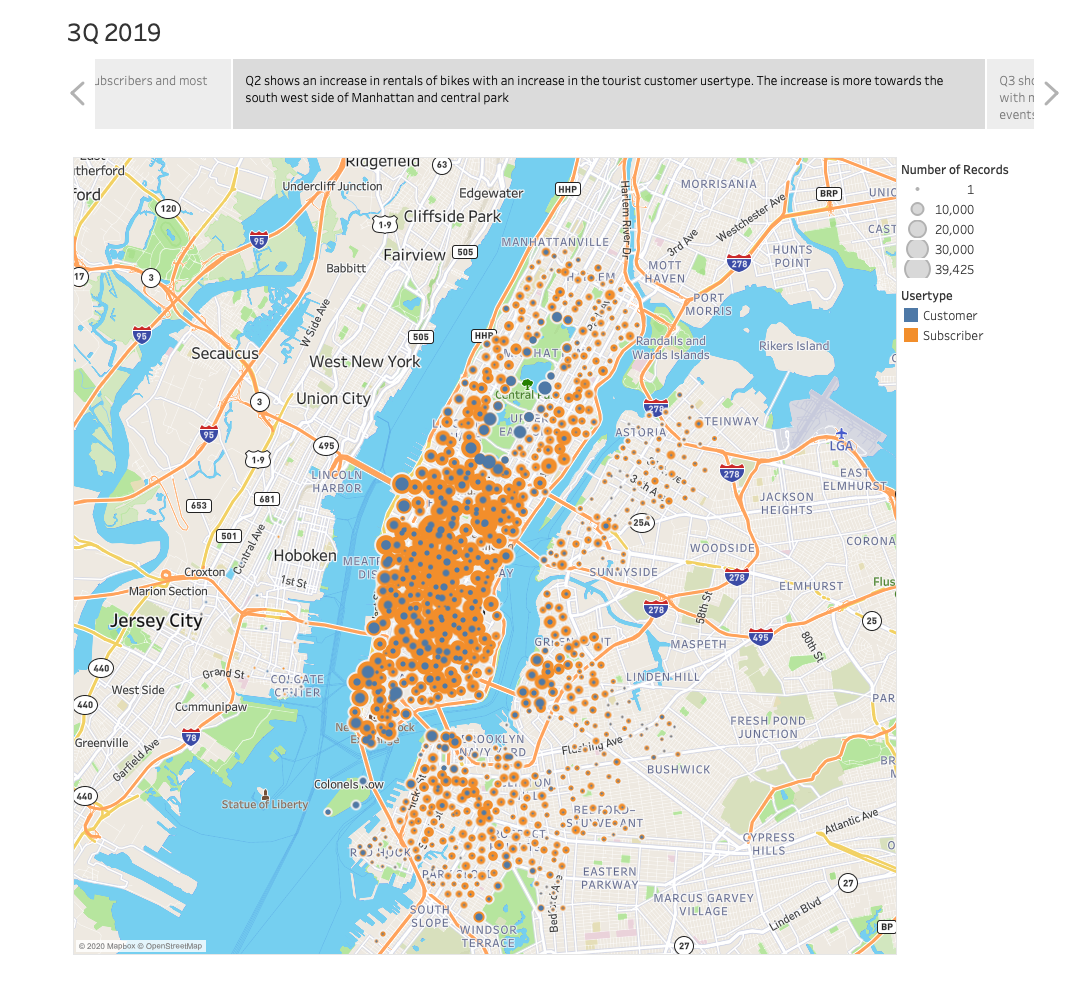 3Q 2019
ubscribers and most
Q2 shows an increase in rentals of bikes with an increase in the tourist customer usertype. The increase is more towards the
south west side of Manhattan and central park
Q3 sho
with m
events
Number of Records
1
10,000
20,000
30,000
39,425
Usertype
Customer
Subscriber
Ridgefield
63
therford
ford
Undercliff Junction
Edgewater
HHP
Harlem River Dr
MORRISANIA
BRP
UNIO
120
1-9
Cliffside Park
Westchester Ave
CAST
95
505
MANHATTANVILLE
3rd Ave
HUNTS
POINT
Fairview
Babbitt
278
17
3
MOTT
HAVEN
PORT
MORRIS
W Side Ave
95
505
HHP
Randalls and
Wards Islands
Rikers Island
Secaucus
West New York
Union City
Central Pa
3
278
STEINWAY
ASTORIA
95
495
LGA
1-9
278
EAST
ELMHURST
LINCOLN
HARBOR
681
653
JACKSON
HEIGHTS
25A
501
Central Ave
Hoboken
WOODSIDE
CORONA
Croxton
1st St
SUNNYSIDE
278
ELMHURST
Flus
Marion Section
58th St
278
Jersey City
25
495
80th St
MASPETH
440
Grand St
COLGATE
CENTER
LINDEN HILL
West Side
440
PAR
Communipaw
FRESH POND
JUNCTION
Greenville
78
Garfield Ave
BROOKLYN
NAVY YARD
Flushing Ave
BUSHWICK
440
Colonels Row
Statue of Liberty
Atlantic Ave
CYPRESS
HILLS
EASTERN
PARKWAY
27
MARCUS GARVEY
VILLAGE
SOUTH
SLOPE
Linden Blvd
BP
WINDSOR
TERRACE
27
© 2020 Mapbox © OpenStreetMap